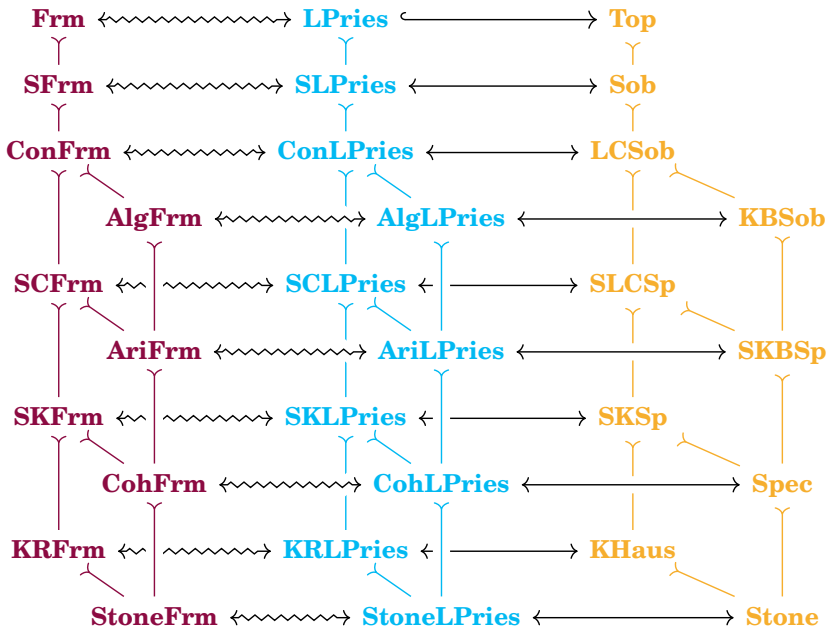 Frm LPries Top
SFrm SLPries Sob
ConFrm ConLPries LCSob
AlgFrm AlgLPries KBSob
SCFrm SCLPries SLCSp
AriFrm AriLPries SKBSp
SKFrm SKLPries SKSp
CohFrm CohLPries Spec
KRFrm KRLPries KHaus
StoneFrm StoneLPries Stone